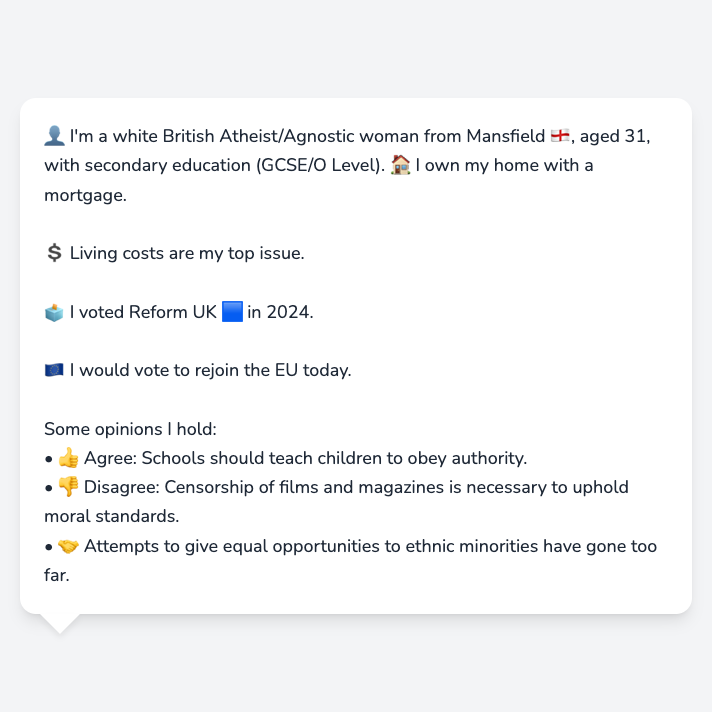 👤 I'm a white British Atheist/Agnostic woman from Mansfield 🏴󠁧󠁢󠁥󠁮󠁧󠁿, aged 31,
with secondary education (GCSE/O Level). 🏠 I own my home with a
mortgage.
💲 Living costs are my top issue.
🗳️ I voted Reform UK 🟦 in 2024.
🇪🇺 I would vote to rejoin the EU today.
Some opinions I hold:
• 👍 Agree: Schools should teach children to obey authority.
• 👎 Disagree: Censorship of films and magazines is necessary to uphold
moral standards.
• 🤝 Attempts to give equal opportunities to ethnic minorities have gone too
far.